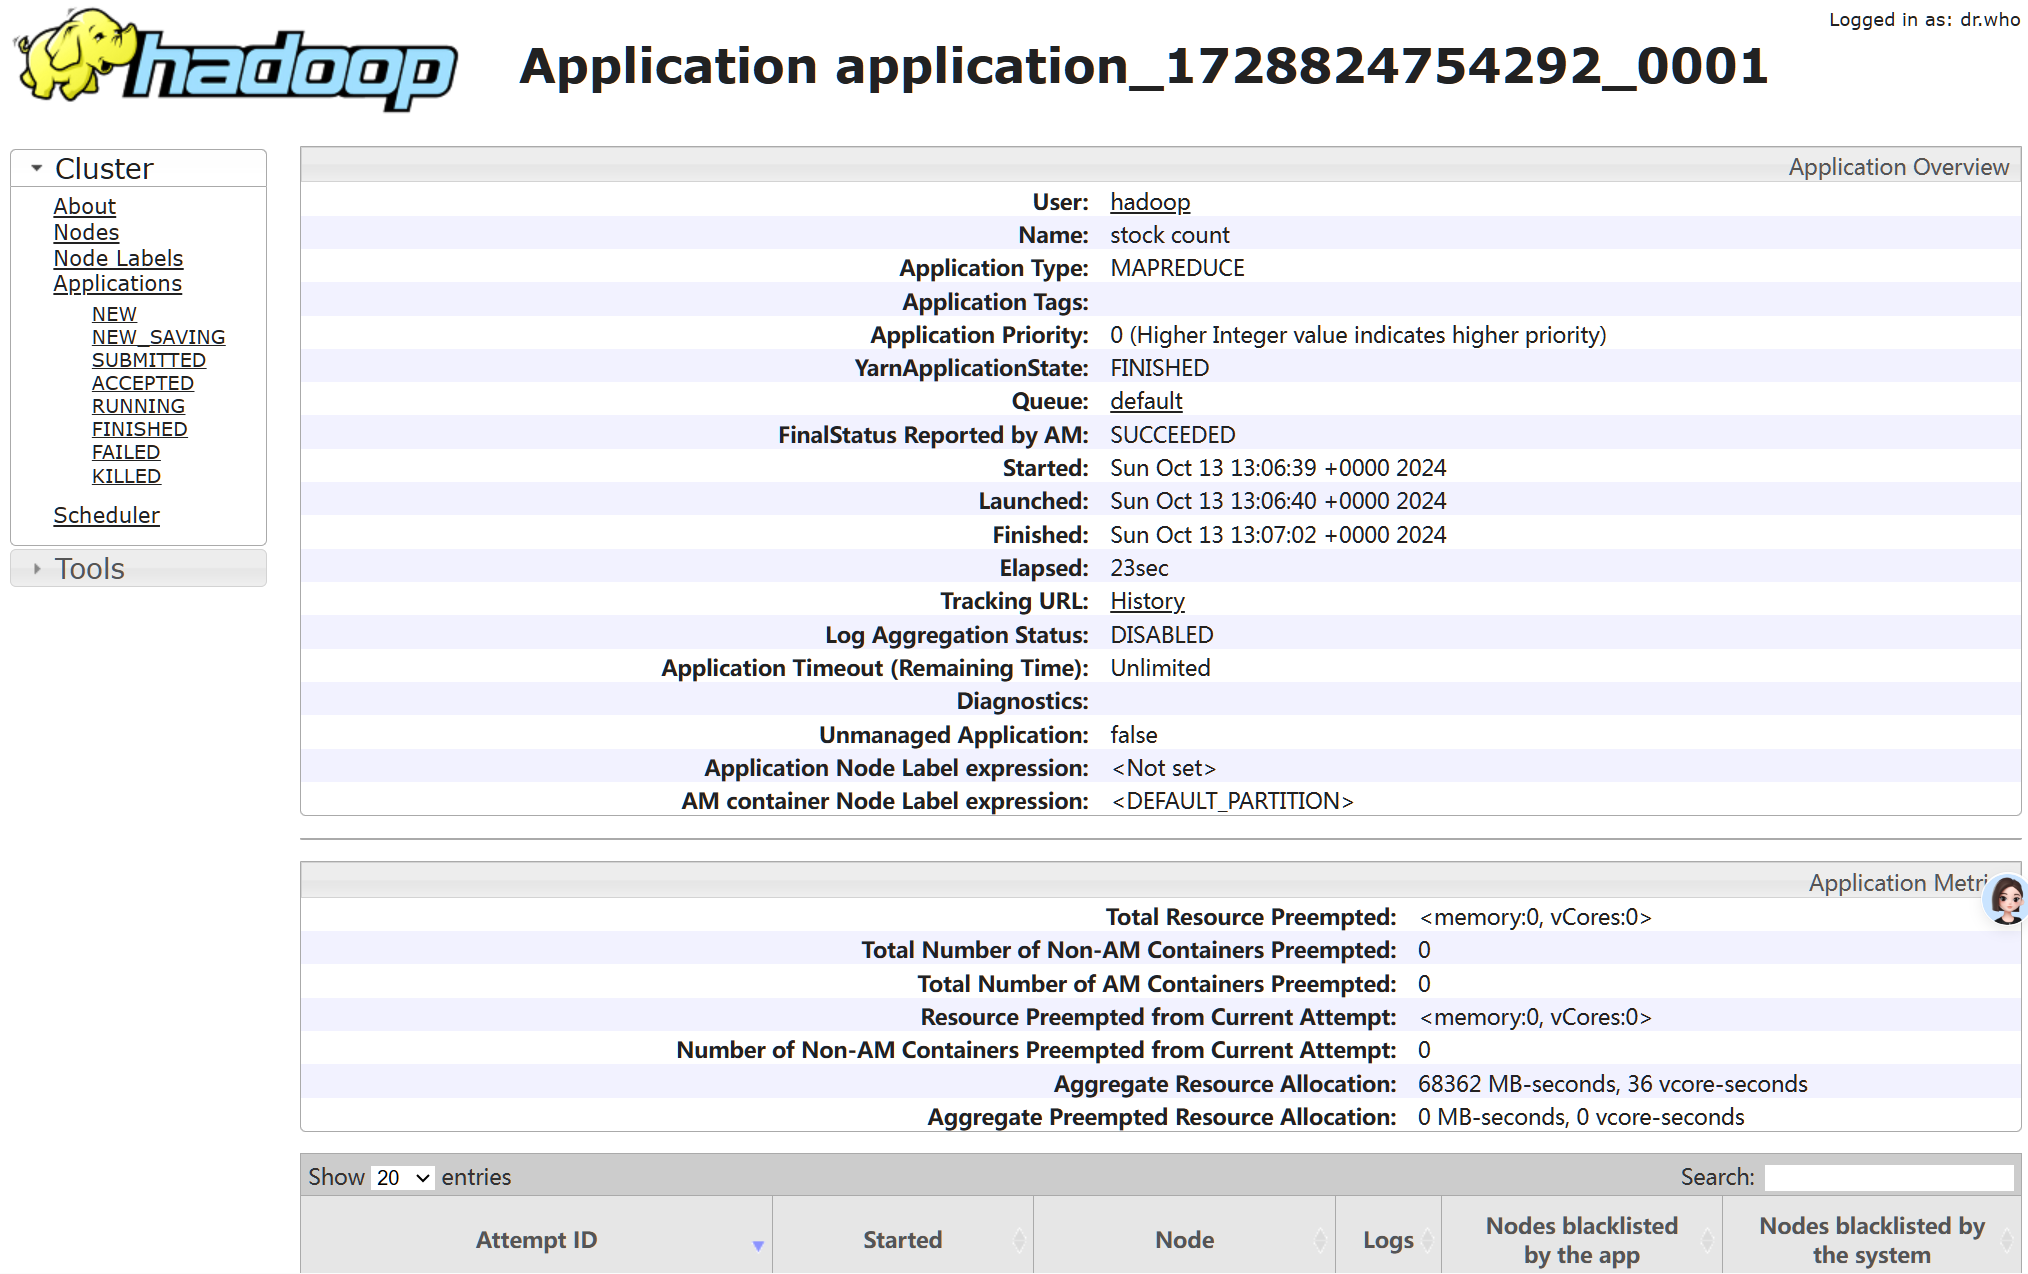 Logged in as: dr.who
hadoop
Application application_1728824754292_0001
Cluster
About
Nodes
Node Labels
Applications
NEW
NEW_SAVING
SUBMITTED
ACCEPTED
RUNNING
FINISHED
FAILED
KILLED
Scheduler
Tools
Application Overview
User: hadoop
Name: stock count
Application Type: MAPREDUCE
Application Tags:
Application Priority: 0 (Higher Integer value indicates higher priority)
YarnApplicationState: FINISHED
Queue: default
FinalStatus Reported by AM: SUCCEEDED
Started: Sun Oct 13 13:06:39 +0000 2024
Launched: Sun Oct 13 13:06:40 +0000 2024
Finished: Sun Oct 13 13:07:02 +0000 2024
Elapsed: 23sec
Tracking URL: History
Log Aggregation Status: DISABLED
Application Timeout (Remaining Time): Unlimited
Diagnostics:
Unmanaged Application: false
Application Node Label expression: <Not set>
AM container Node Label expression: <DEFAULT_PARTITION>
Application Metri
Total Resource Preempted: <memory:0, vCores:0>
Total Number of Non-AM Containers Preempted: 0
Total Number of AM Containers Preempted: 0
Resource Preempted from Current Attempt: <memory:0, vCores:0>
Number of Non-AM Containers Preempted from Current Attempt: 0
Aggregate Resource Allocation: 68362 MB-seconds, 36 vcore-seconds
Aggregate Preempted Resource Allocation: 0 MB-seconds, 0 vcore-seconds
Show 20 entries
Search:
Attempt ID
Started
Node
Logs
Nodes blacklisted
by the app
Nodes blacklisted by
the system